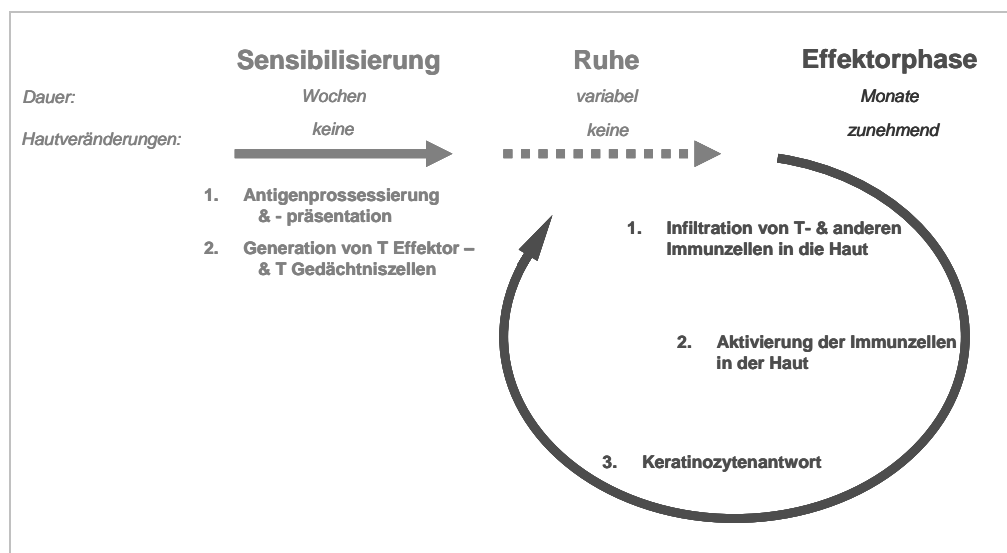 Sensibilisierung Ruhe Effektorphase
Dauer: Wochen variabel Monate
Hautveränderungen: keine keine zunehmend
1. Antigenprossessierung
& - präsentation
2. Generation von T Effektor –
& T Gedächtniszellen
1. Infiltration von T- & anderen
Immunzellen in die Haut
2. Aktivierung der Immunzellen
in der Haut
3. Keratinozytenantwort